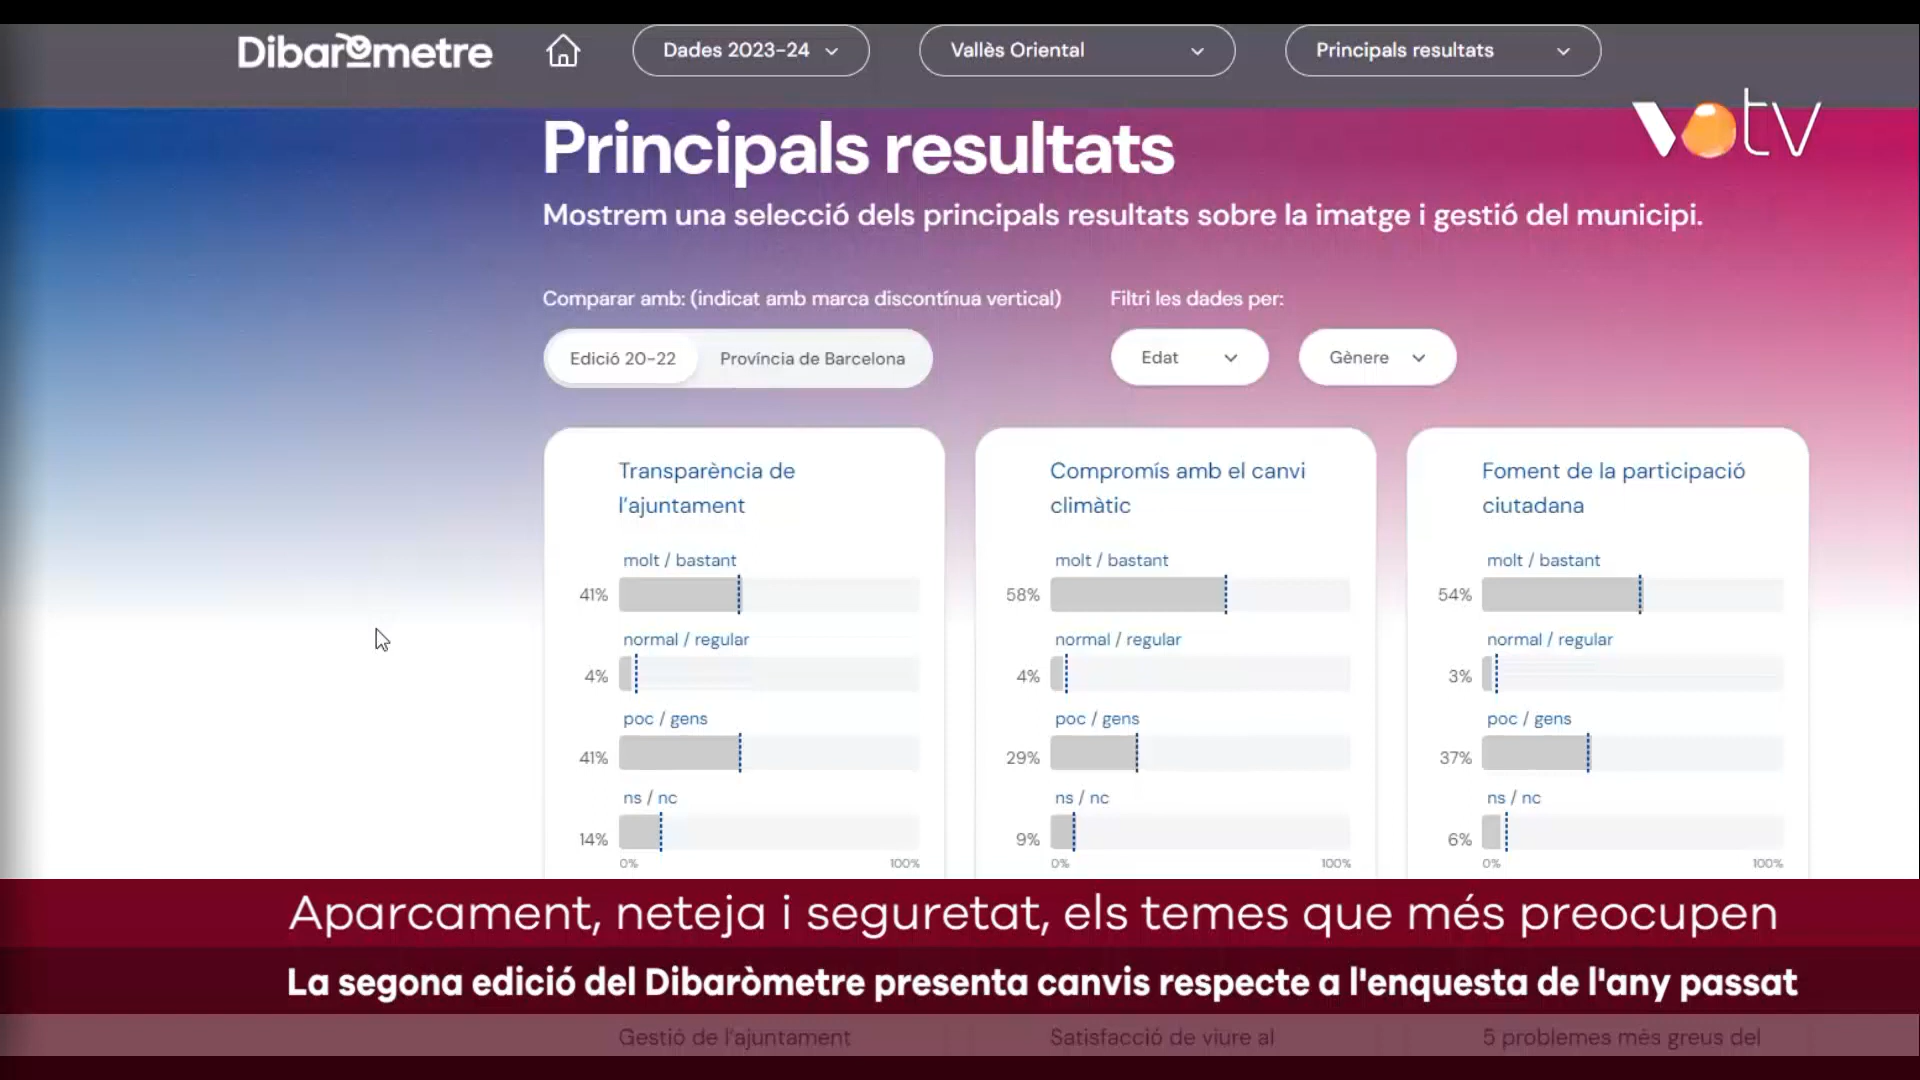 Dibaròmetre
Dades 2023-24
Vallès Oriental
Principals resultats
votv
Principals resultats
Mostrem una selecció dels principals resultats sobre la imatge i gestió del municipi.
Comparar amb: (indicat amb marca discontínua vertical)
Filtri les dades per:
Edició 20-22
Província de Barcelona
Edat
Gènere
Transparència de
l'ajuntament
molt / bastant
41%
normal / regular
4%
poc / gens
41%
ns / nc
14%
0%
100%
Compromís amb el canvi
climàtic
molt / bastant
58%
normal / regular
4%
poc / gens
29%
ns / nc
9%
0%
100%
Foment de la participació
ciutadana
molt / bastant
54%
normal / regular
3%
poc / gens
37%
ns / nc
6%
0%
100%
Aparcament, neteja i seguretat, els temes que més preocupen
La segona edició del Dibaròmetre presenta canvis respecte a l'enquesta de l'any passat
Gestió de l'ajuntament
Satisfacció de viure al
5 problemes més greus del